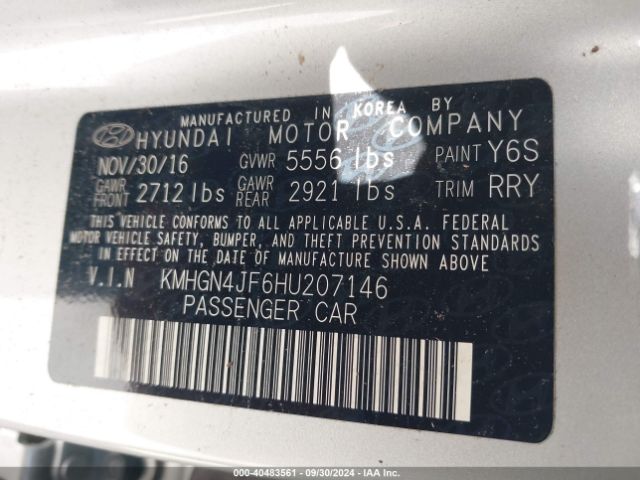 MANUFACTURED IN KOREA BY
HYUNDAI MOTOR COMPANY
NOV/30/16 GVWR 5556 lbs PAINT Y6S
GAWR FRONT 2712 lbs GAWR REAR 2921 lbs TRIM RRY
THIS VEHICLE CONFORMS TO ALL APPLICABLE U.S.A. FEDERAL
MOTOR VEHICLE SAFETY, BUMPER, AND THEFT PREVENTION STANDARDS
IN EFFECT ON THE DATE OF MANUFACTURE SHOWN ABOVE.
V.I.N KMHGN4JF6HU207146
PASSENGER CAR
000-40483561 - 09/30/2024 - IAA Inc.